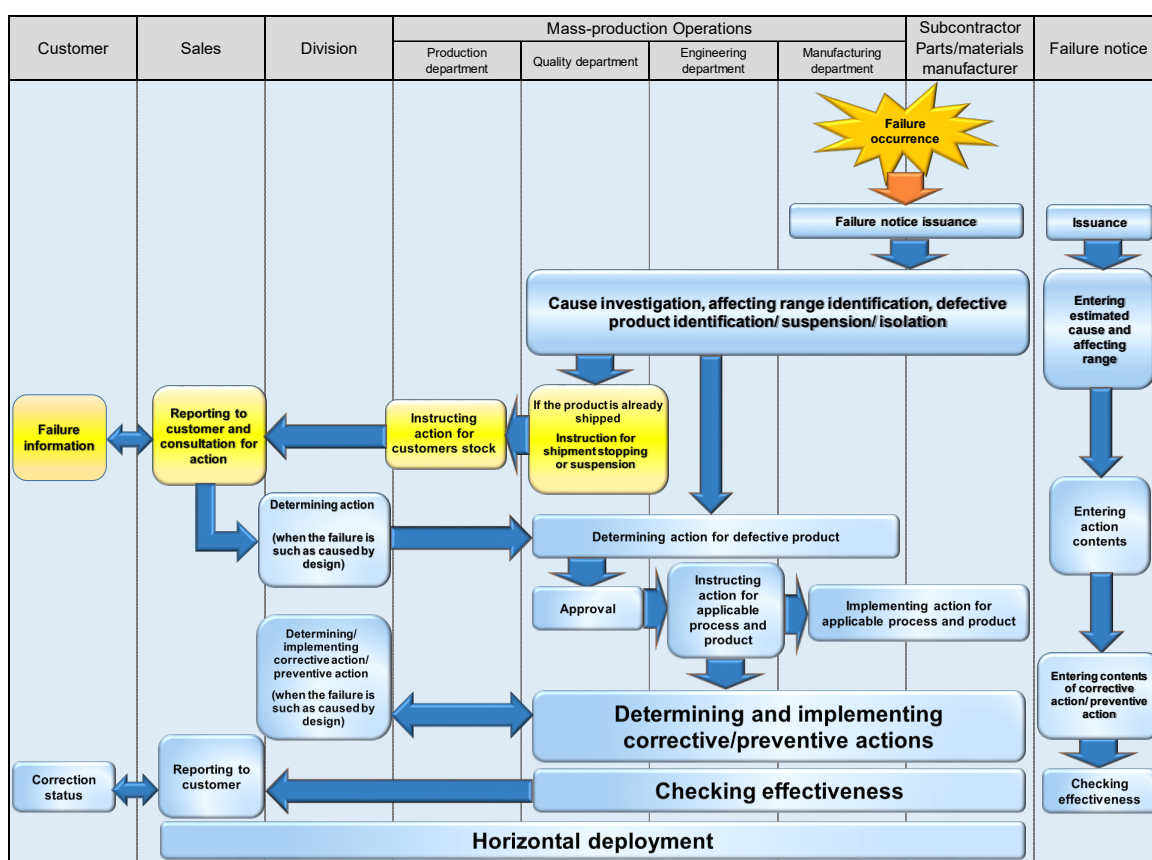 Customer
Sales
Division
Mass-production Operations
Production
department
Quality department
Engineering
department
Manufacturing
department
Subcontractor
Parts/materials
manufacturer
Failure notice
Failure
occurrence
Failure notice issuance
Issuance
Cause investigation, affecting range identification, defective
product identification/ suspension/ isolation
Entering
estimated
cause and
affecting
range
Failure
information
Reporting to
customer and
consultation for
action
Instructing
action for
customers stock
If the product is already
shipped
Instruction for
shipment stopping
or suspension
Determining action
(when the failure is
such as caused by
design)
Determining action for defective product
Entering
action
contents
Approval
Instructing
action for
applicable
process and
product
Implementing action for
applicable process and product
Determining/
implementing
corrective action/
preventive action
(when the failure is
such as caused by
design)
Determining and implementing
corrective/preventive actions
Entering contents
of corrective
action/ preventive
action
Correction
status
Reporting to
customer
Checking effectiveness
Checking
effectiveness
Horizontal deployment